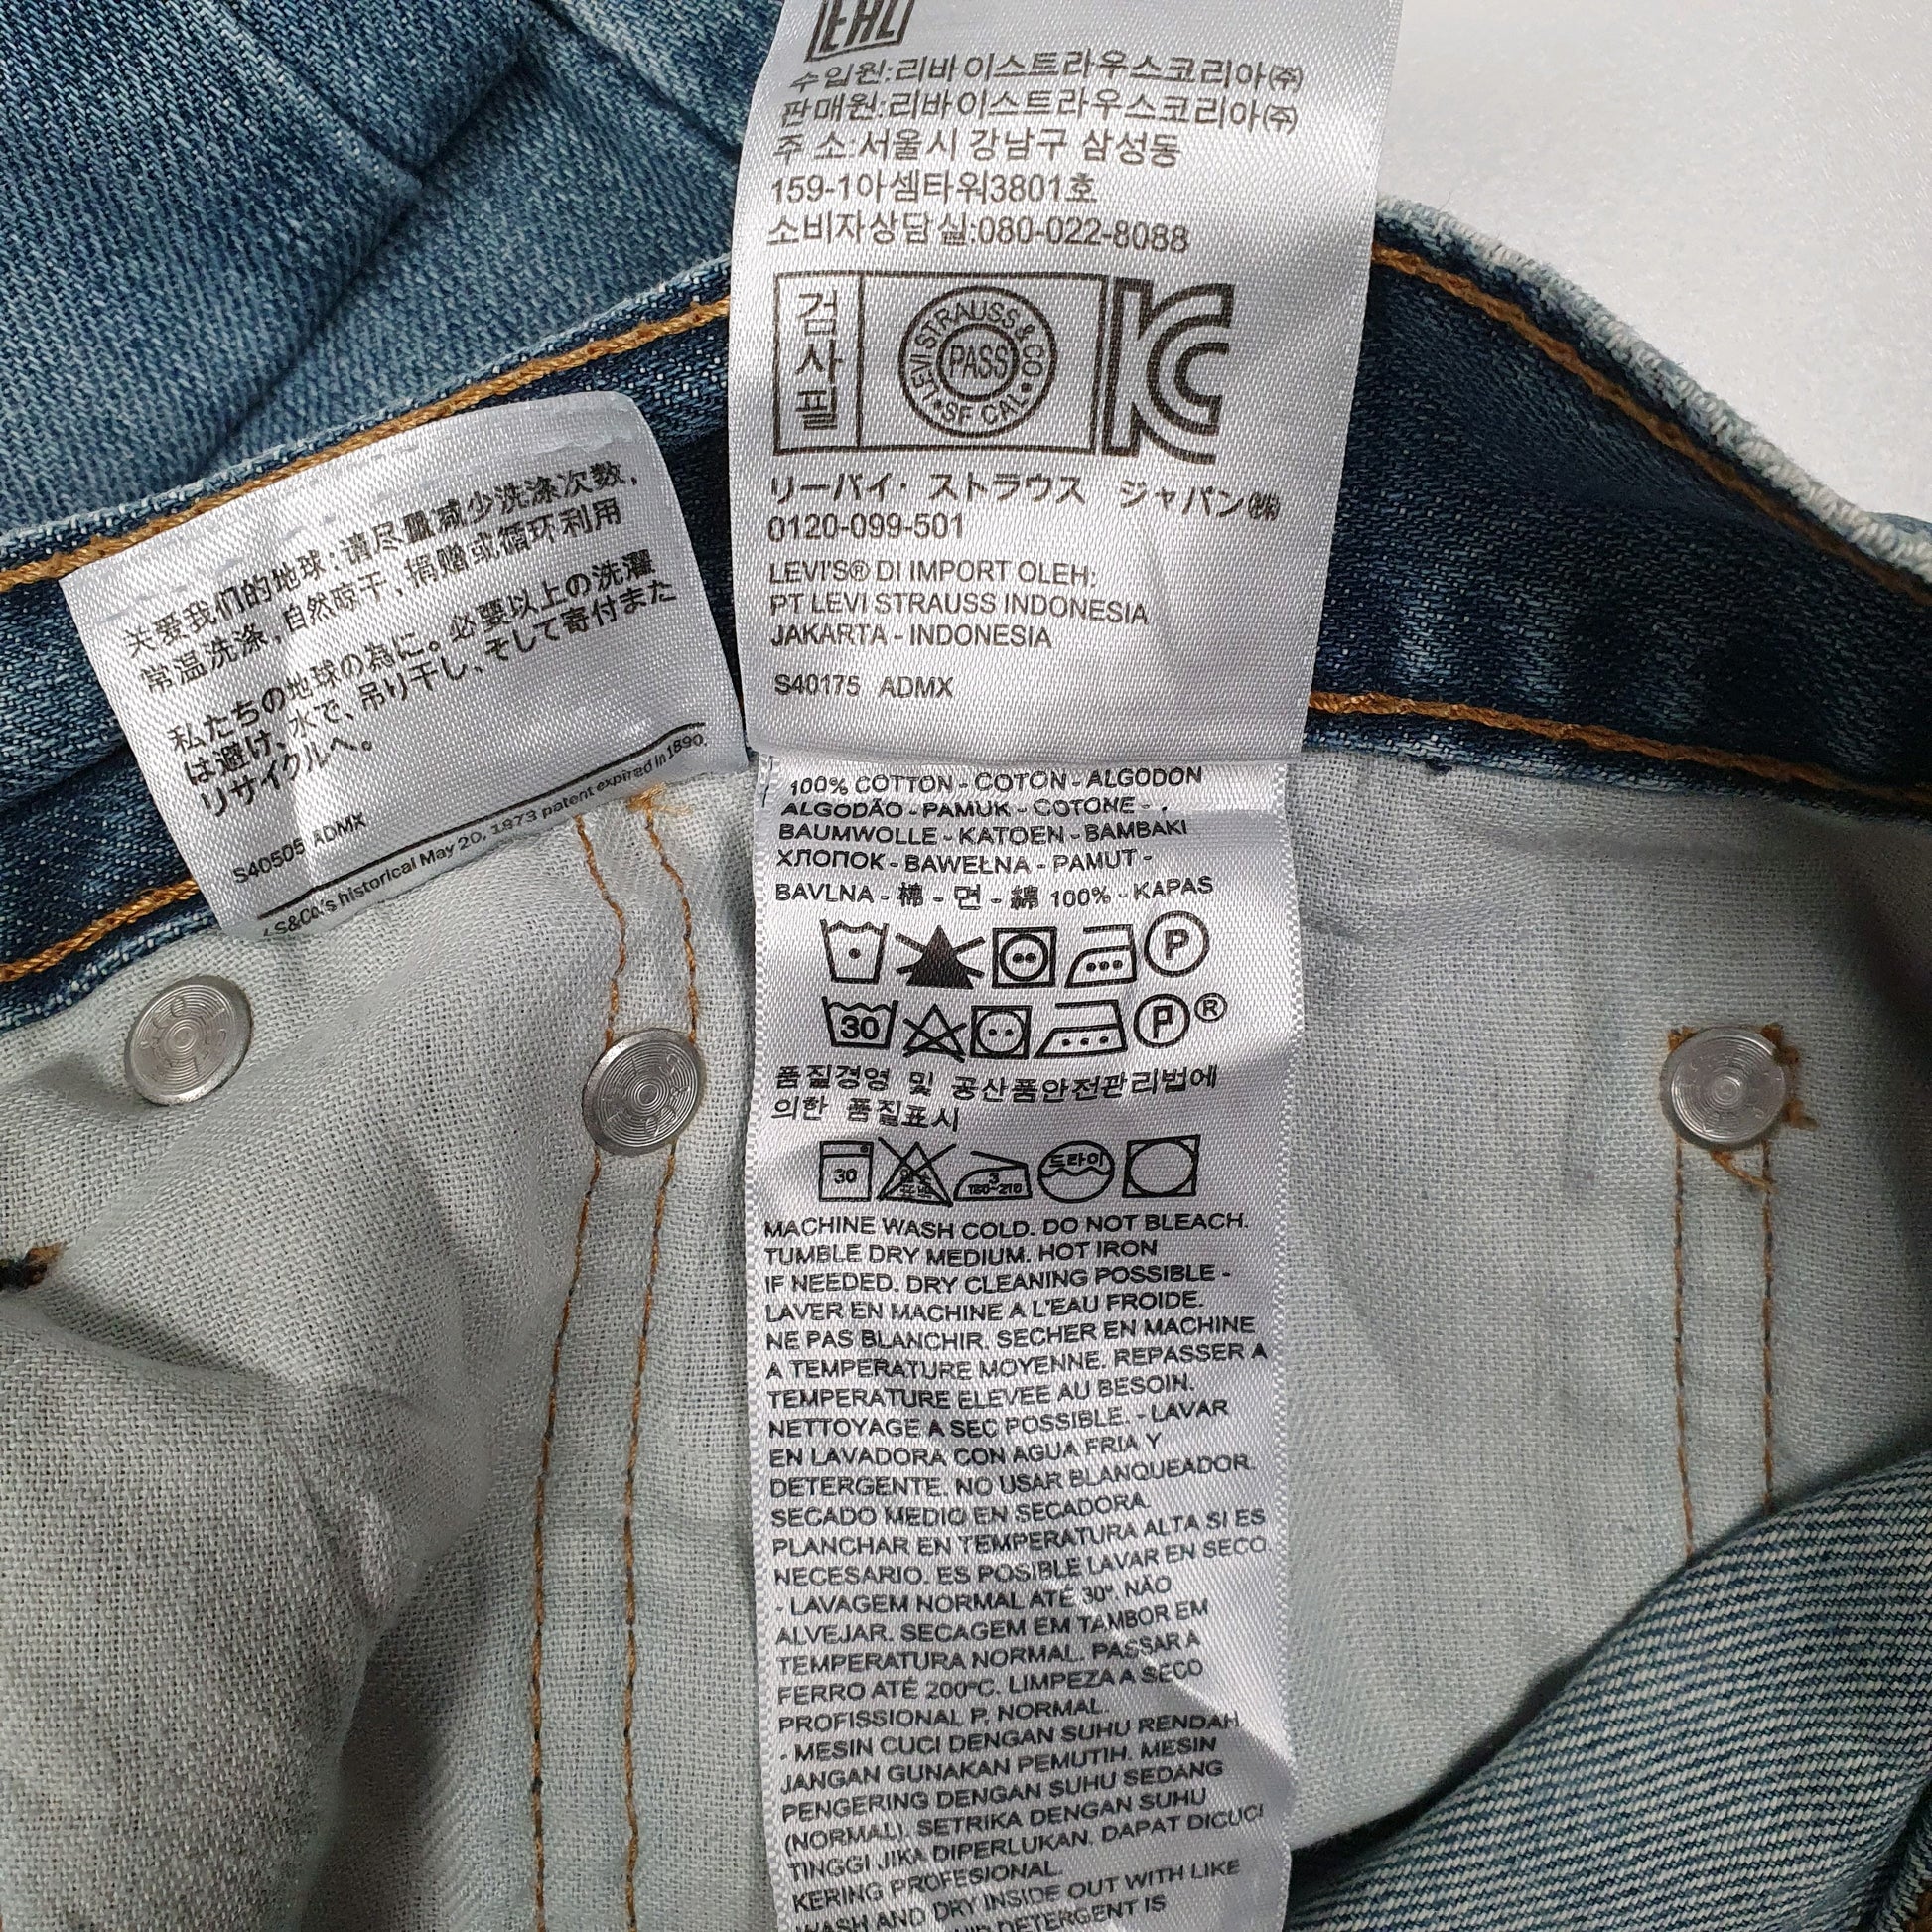 EAC
수입원:리바이스트라우스코리아㈜
판매원:리바이스트라우스코리아㈜
주 소:서울시 강남구 삼성동
159-1아셈타워3801호
소비자상담실:080-022-8088
검사필
LEVI STRAUSS & CO
PASS
SF CAL
リーバイ・ストラウス ジャパン㈱
0120-099-501
LEVI'S® DI IMPORT OLEH:
PT LEVI STRAUSS INDONESIA
JAKARTA - INDONESIA
S40175 ADMX
关爱我们的地球:请尽量减少洗涤次数,
常温洗涤,自然晾干,捐赠或循环利用
私たちの地球の為に。必要以上の洗濯
は避け、水で、吊り干し、そして寄付また
リサイクルへ。
S40505 ADMX
LS&Co's historical May 20, 1873 patent expired in 1890.
100% COTTON - COTON - ALGODON
ALGODÃO - PAMUK - COTONE -
BAUMWOLLE - KATOEN - BAMBAKI
ХЛОПОК - BAWEŁNA - PAMUT -
BAVLNA - 棉 - 면 - 綿 100% - KAPAS
P
30 P ®
품질경영 및 공산품안전관리법에
의한 품질표시
30 3 180~210 드라이
MACHINE WASH COLD. DO NOT BLEACH.
TUMBLE DRY MEDIUM. HOT IRON
IF NEEDED. DRY CLEANING POSSIBLE -
LAVER EN MACHINE A L'EAU FROIDE.
NE PAS BLANCHIR. SECHER EN MACHINE
A TEMPERATURE MOYENNE. REPASSER A
TEMPERATURE ELEVEE AU BESOIN.
NETTOYAGE A SEC POSSIBLE. - LAVAR
EN LAVADORA CON AGUA FRIA Y
DETERGENTE. NO USAR BLANQUEADOR.
SECADO MEDIO EN SECADORA.
PLANCHAR EN TEMPERATURA ALTA SI ES
NECESARIO. ES POSIBLE LAVAR EN SECO.
- LAVAGEM NORMAL ATÉ 30º. NÃO
ALVEJAR. SECAGEM EM TAMBOR EM
TEMPERATURA NORMAL. PASSAR A
FERRO ATÉ 200ºC. LIMPEZA A SECO
PROFISSIONAL P, NORMAL.
- MESIN CUCI DENGAN SUHU RENDAH.
JANGAN GUNAKAN PEMUTIH. MESIN
PENGERING DENGAN SUHU SEDANG
(NORMAL). SETRIKA DENGAN SUHU
TINGGI JIKA DIPERLUKAN. DAPAT DICUCI
KERING PROFESIONAL.
WASH AND DRY INSIDE OUT WITH LIKE
DETERGENT IS